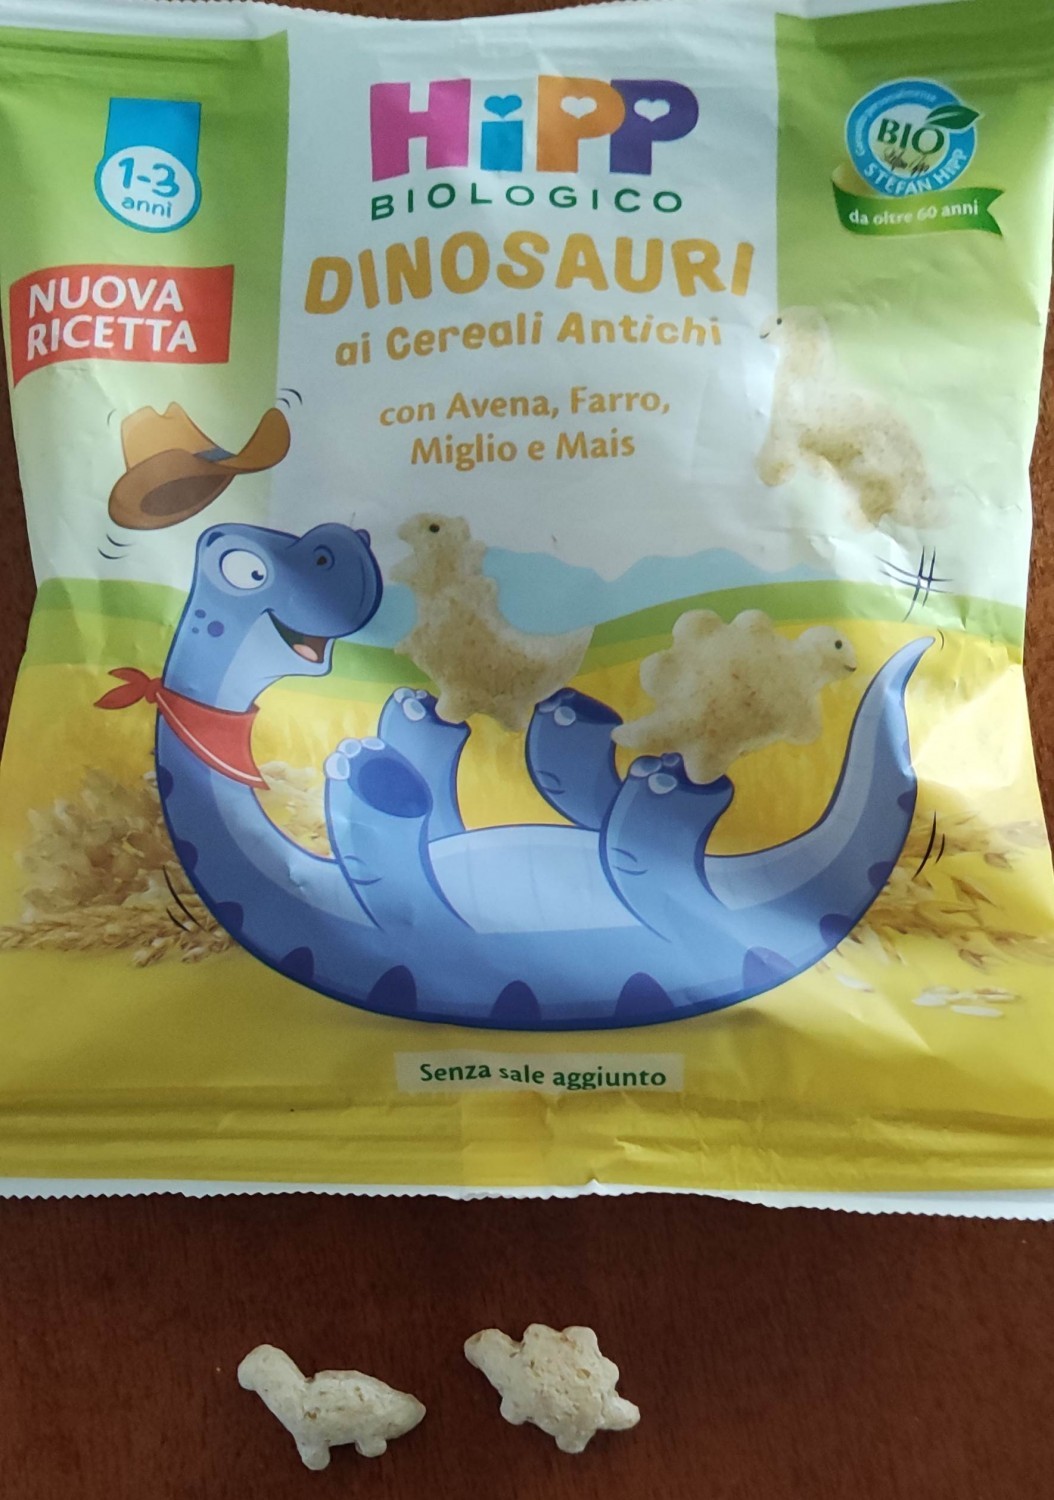 HiPP
BIOLOGICO
1-3
anni
BIO
STEFAN HIPP
da oltre 60 anni
DINOSAURI
ai Cereali Antichi
NUOVA
RICETTA
con Avena, Farro,
Miglio e Mais
Senza sale aggiunto